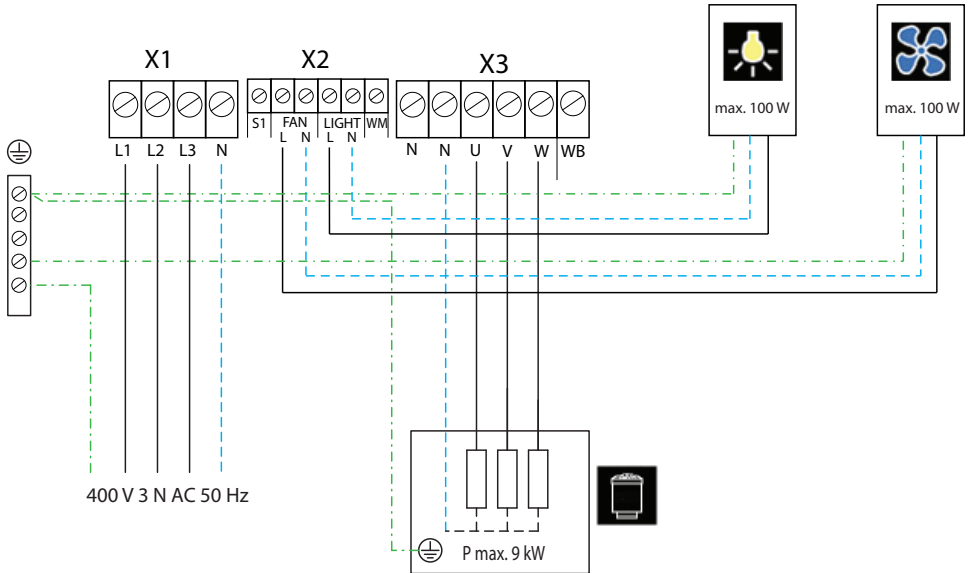 X1
X2
X3
max. 100 W
max. 100 W
S1 FAN LIGHT WM
L N L N
L1 L2 L3 N
N N U V W WB
400 V 3 N AC 50 Hz
P max. 9 kW